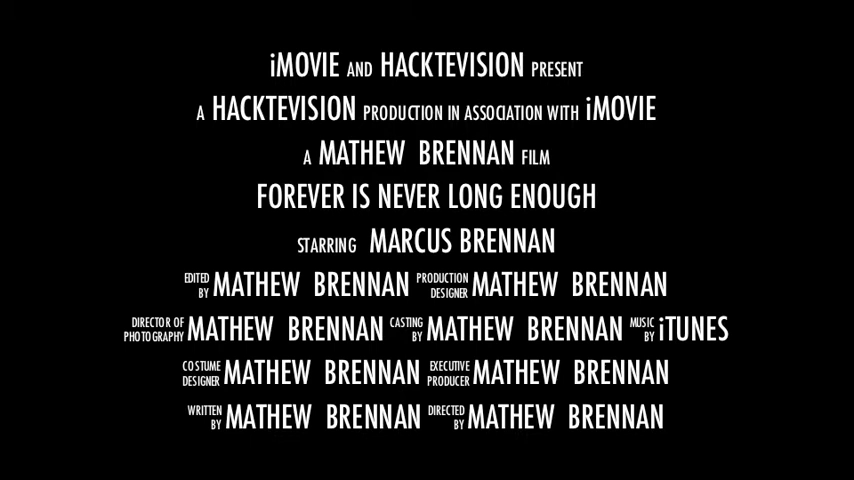 iMOVIE AND HACKTEVISION PRESENT
A HACKTEVISION PRODUCTION IN ASSOCIATION WITH iMOVIE
A MATHEW BRENNAN FILM
FOREVER IS NEVER LONG ENOUGH
STARRING MARCUS BRENNAN
EDITED BY MATHEW BRENNAN PRODUCTION DESIGNER MATHEW BRENNAN
DIRECTOR OF PHOTOGRAPHY MATHEW BRENNAN CASTING BY MATHEW BRENNAN MUSIC BY iTUNES
COSTUME DESIGNER MATHEW BRENNAN EXECUTIVE PRODUCER MATHEW BRENNAN
WRITTEN BY MATHEW BRENNAN DIRECTED BY MATHEW BRENNAN